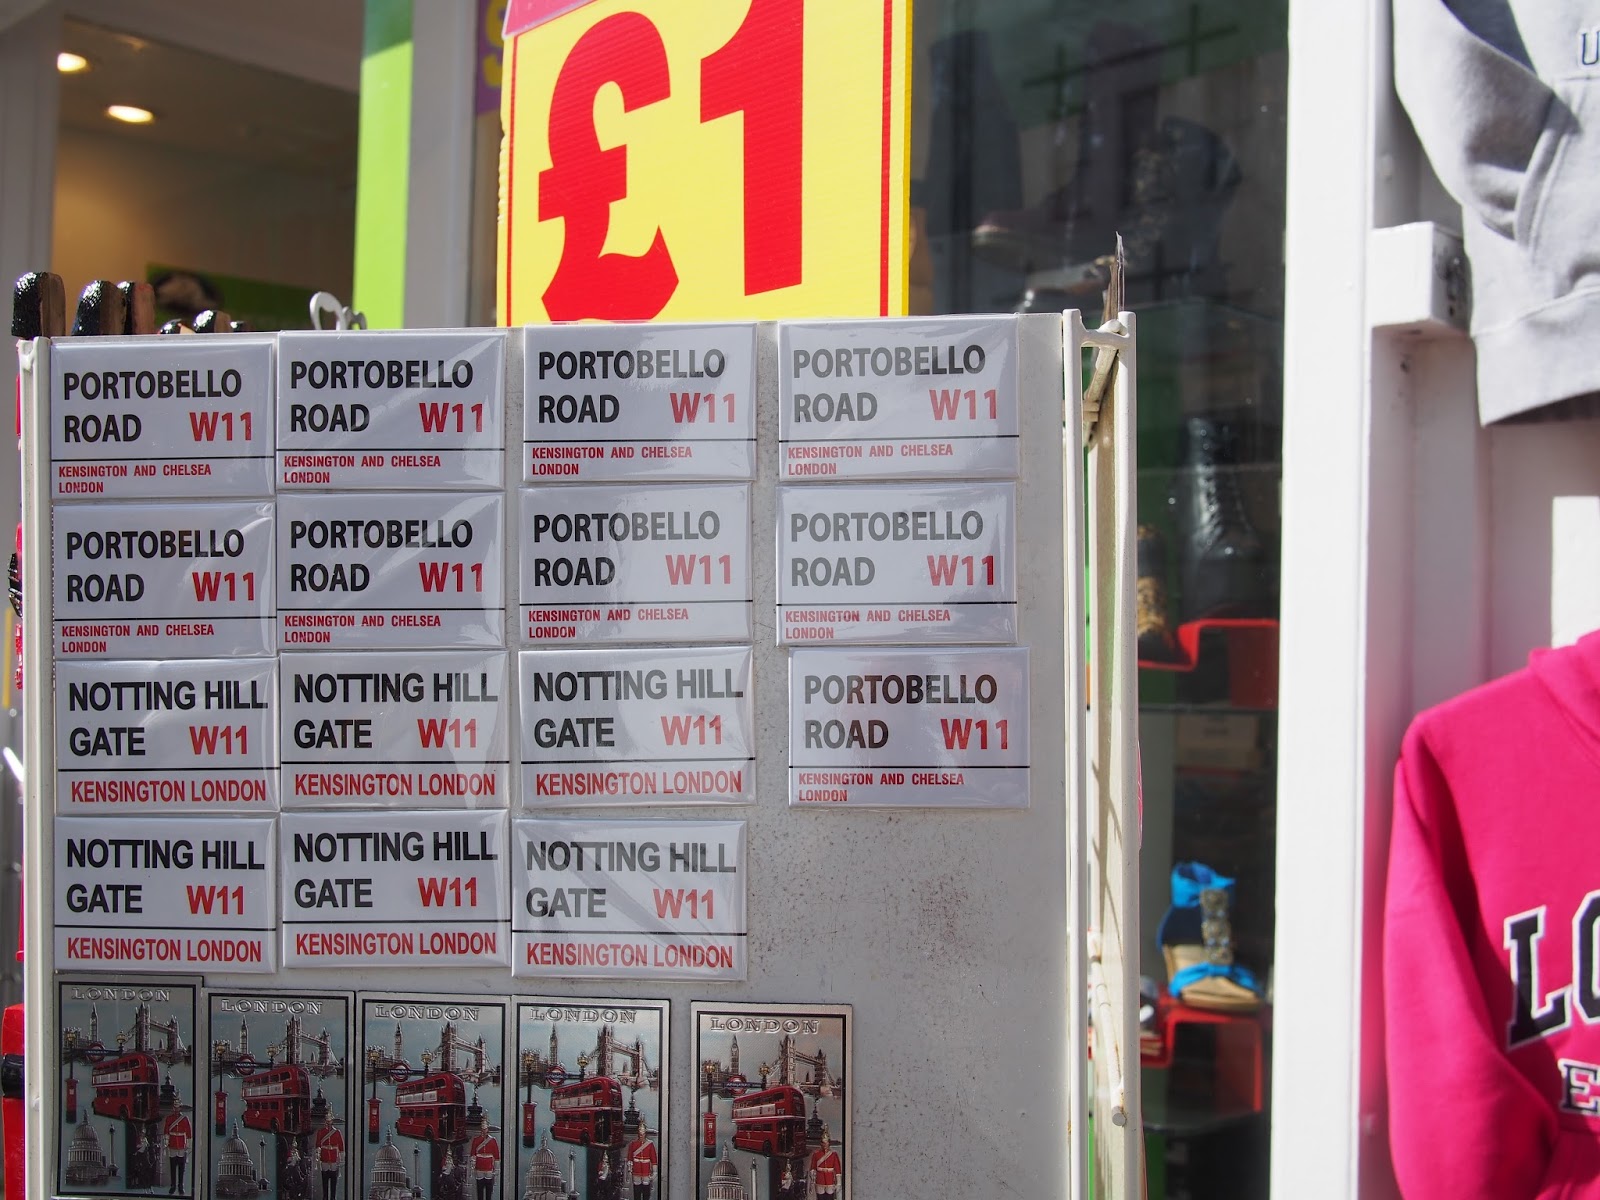 £1
PORTOBELLO
ROAD W11
KENSINGTON AND CHELSEA
LONDON
PORTOBELLO
ROAD W11
KENSINGTON AND CHELSEA
LONDON
PORTOBELLO
ROAD W11
KENSINGTON AND CHELSEA
LONDON
PORTOBELLO
ROAD W11
KENSINGTON AND CHELSEA
LONDON
PORTOBELLO
ROAD W11
KENSINGTON AND CHELSEA
LONDON
PORTOBELLO
ROAD W11
KENSINGTON AND CHELSEA
LONDON
PORTOBELLO
ROAD W11
KENSINGTON AND CHELSEA
LONDON
PORTOBELLO
ROAD W11
KENSINGTON AND CHELSEA
LONDON
NOTTING HILL
GATE W11
KENSINGTON LONDON
NOTTING HILL
GATE W11
KENSINGTON LONDON
NOTTING HILL
GATE W11
KENSINGTON LONDON
PORTOBELLO
ROAD W11
KENSINGTON AND CHELSEA
LONDON
NOTTING HILL
GATE W11
KENSINGTON LONDON
NOTTING HILL
GATE W11
KENSINGTON LONDON
NOTTING HILL
GATE W11
KENSINGTON LONDON
LONDON
LONDON
LONDON
LONDON
LONDON